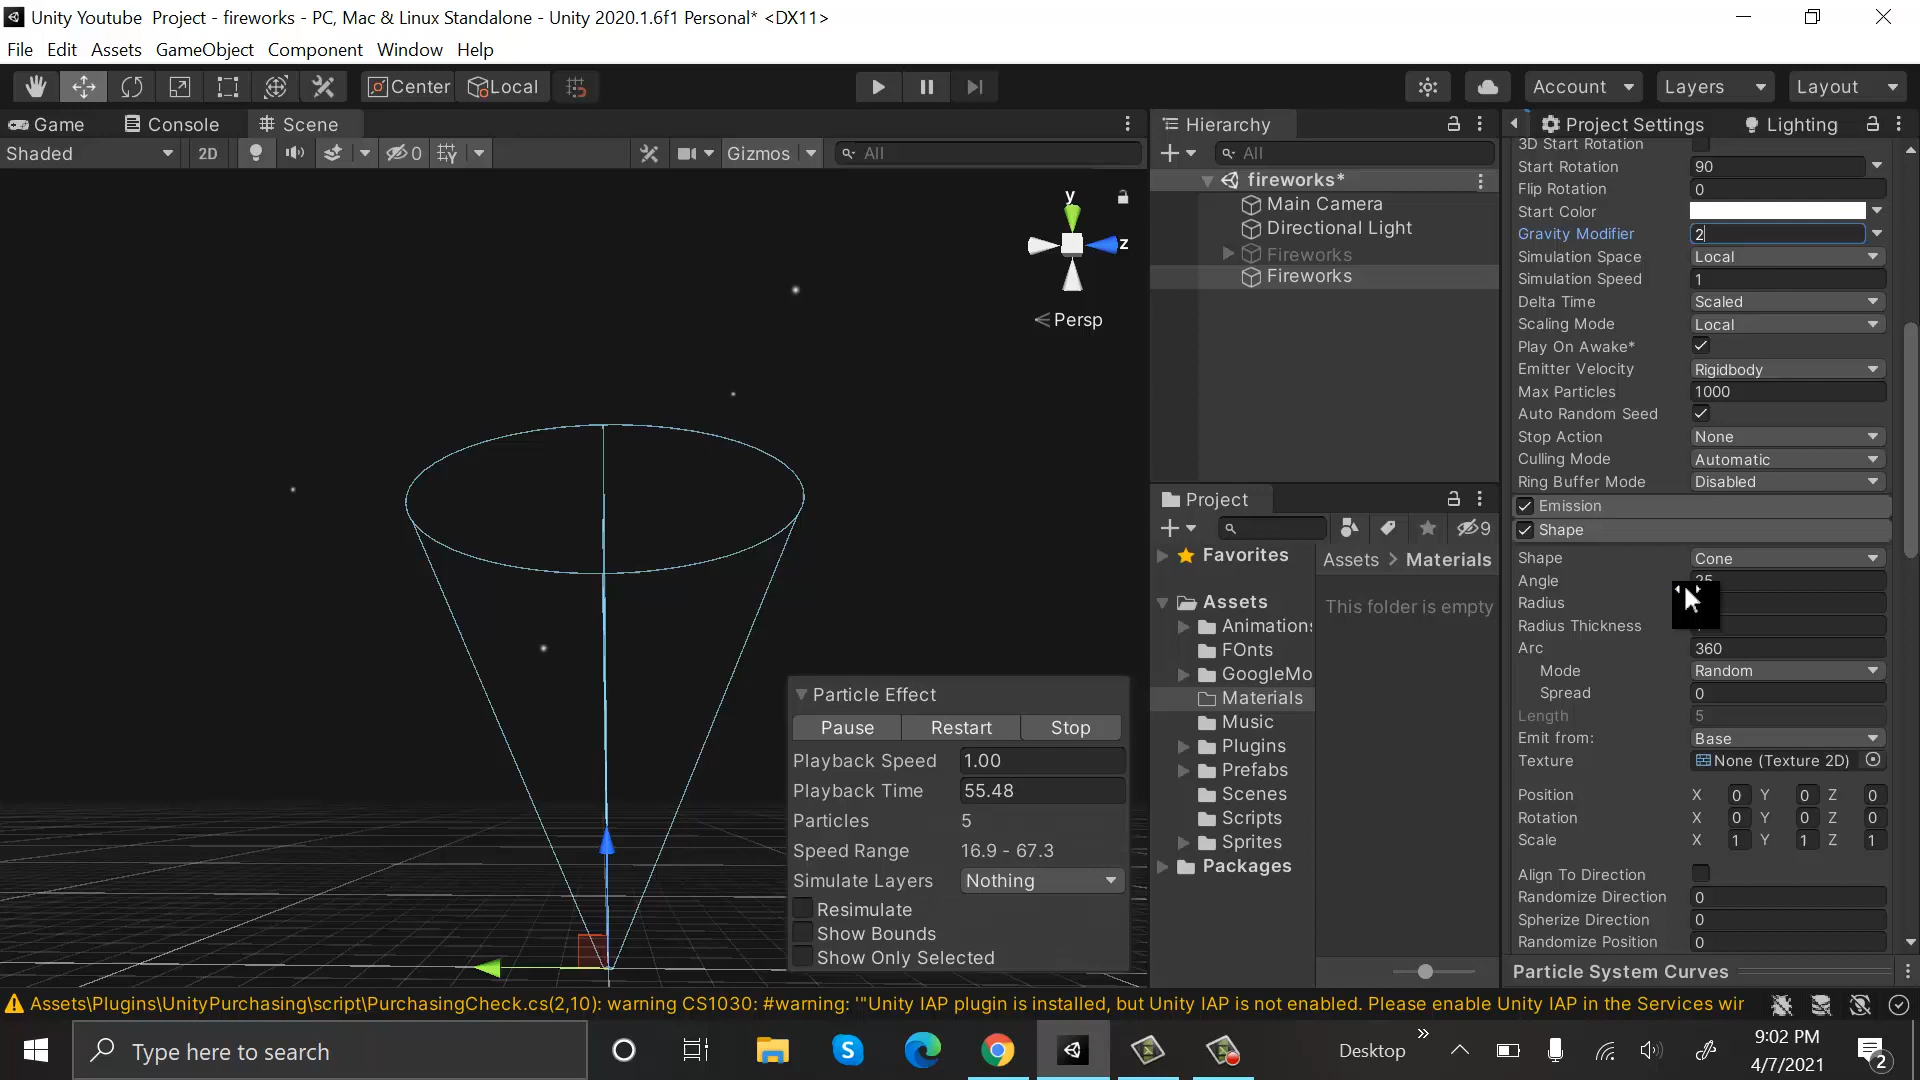 Unity Youtube Project - fireworks - PC, Mac & Linux Standalone - Unity 2020.1.6f1 Personal* <DX11>
File Edit Assets GameObject Component Window Help
Center Local Account Layers Layout
Game Console Scene
Shaded 2D 0 Gizmos All
y
z
Persp
Particle Effect
Pause Restart Stop
Playback Speed 1.00
Playback Time 55.48
Particles 5
Speed Range 16.9 - 67.3
Simulate Layers Nothing
Resimulate
Show Bounds
Show Only Selected
Hierarchy
All
fireworks*
Main Camera
Directional Light
Fireworks
Fireworks
Project
9
Favorites
Assets
Animation
FOnts
GoogleMo
Materials
Music
Plugins
Prefabs
Scenes
Scripts
Sprites
Packages
Assets > Materials
This folder is empty
Project Settings Lighting
3D Start Rotation
Start Rotation 90
Flip Rotation 0
Start Color
Gravity Modifier 2
Simulation Space Local
Simulation Speed 1
Delta Time Scaled
Scaling Mode Local
Play On Awake*
Emitter Velocity Rigidbody
Max Particles 1000
Auto Random Seed
Stop Action None
Culling Mode Automatic
Ring Buffer Mode Disabled
Emission
Shape
Shape Cone
Angle 25
Radius
Radius Thickness
Arc 360
Mode Random
Spread 0
Length 5
Emit from: Base
Texture None (Texture 2D)
Position X 0 Y 0 Z 0
Rotation X 0 Y 0 Z 0
Scale X 1 Y 1 Z 1
Align To Direction
Randomize Direction 0
Spherize Direction 0
Randomize Position 0
Particle System Curves
Assets\Plugins\UnityPurchasing\script\PurchasingCheck.cs(2,10): warning CS1030: #warning: '"Unity IAP plugin is installed, but Unity IAP is not enabled. Please enable Unity IAP in the Services wir
Type here to search
Desktop
9:02 PM
4/7/2021
2